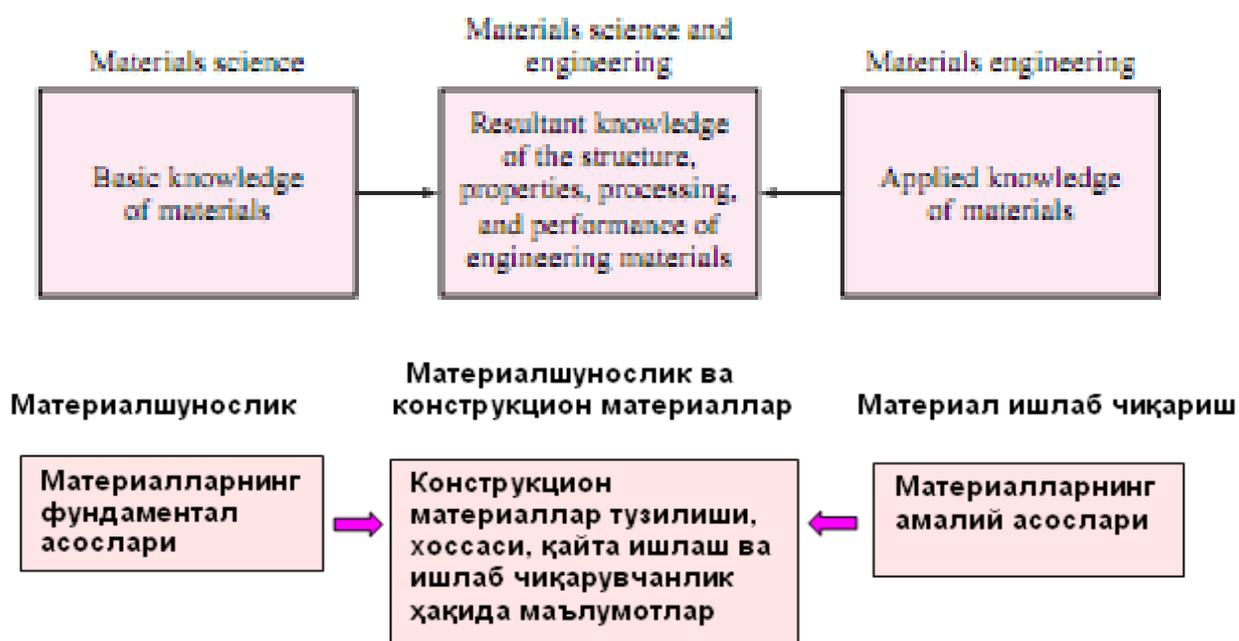 Materials science
Materials science and
engineering
Materials engineering
Basic knowledge
of materials
Resultant knowledge
of the structure,
properties, processing,
and performance of
engineering materials
Applied knowledge
of materials
Материалшунослик
Материалшунослик ва
конструкцион материаллар
Материал ишлаб чиқариш
Материалларнинг
фундаментал
асослари
Конструкцион
материаллар тузилиши,
хоссаси, қайта ишлаш ва
ишлаб чиқарувчанлик
ҳақида маълумотлар
Материалларнинг
амалий асослари